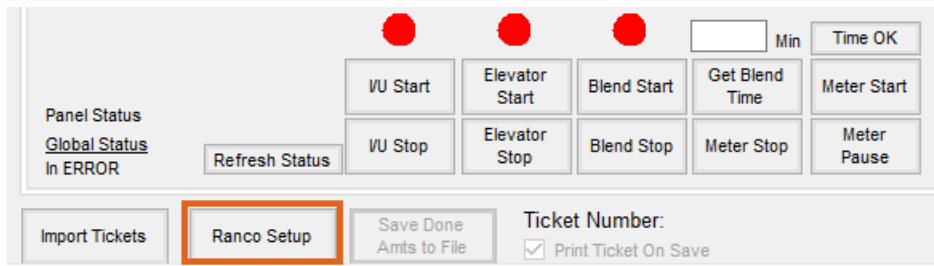 Min
Time OK
I/U Start
Elevator
Start
Blend Start
Get Blend
Time
Meter Start
Panel Status
Global Status
In ERROR
Refresh Status
I/U Stop
Elevator
Stop
Blend Stop
Meter Stop
Meter
Pause
Import Tickets
Ranco Setup
Save Done
Amts to File
Ticket Number:
Print Ticket On Save